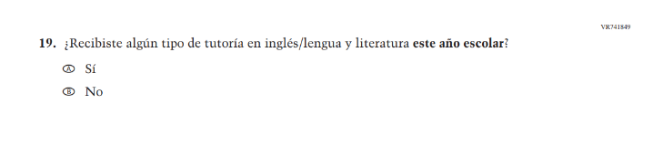 VR741849
19. ¿Recibiste algún tipo de tutoría en inglés/lengua y literatura este año escolar?
Ⓐ Sí
Ⓑ No